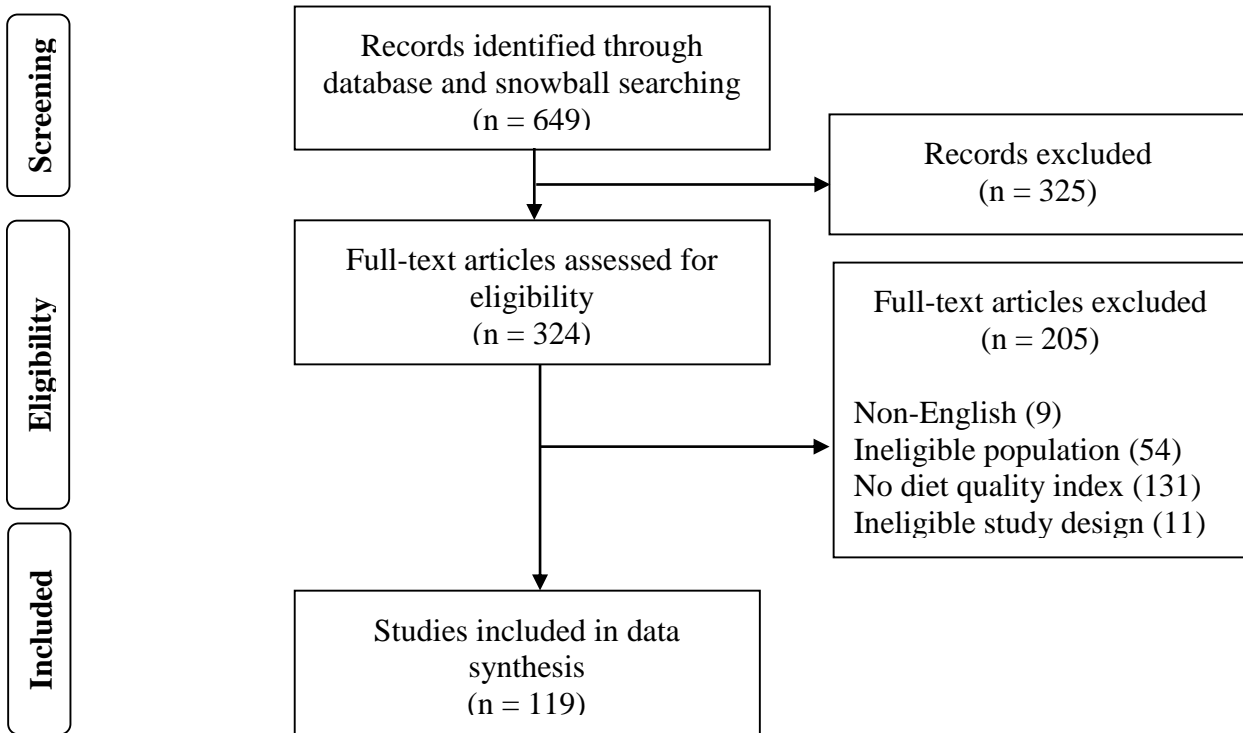 Screening
Records identified through
database and snowball searching
(n = 649)
Records excluded
(n = 325)
Eligibility
Full-text articles assessed for
eligibility
(n = 324)
Full-text articles excluded
(n = 205)
Non-English (9)
Ineligible population (54)
No diet quality index (131)
Ineligible study design (11)
Included
Studies included in data
synthesis
(n = 119)